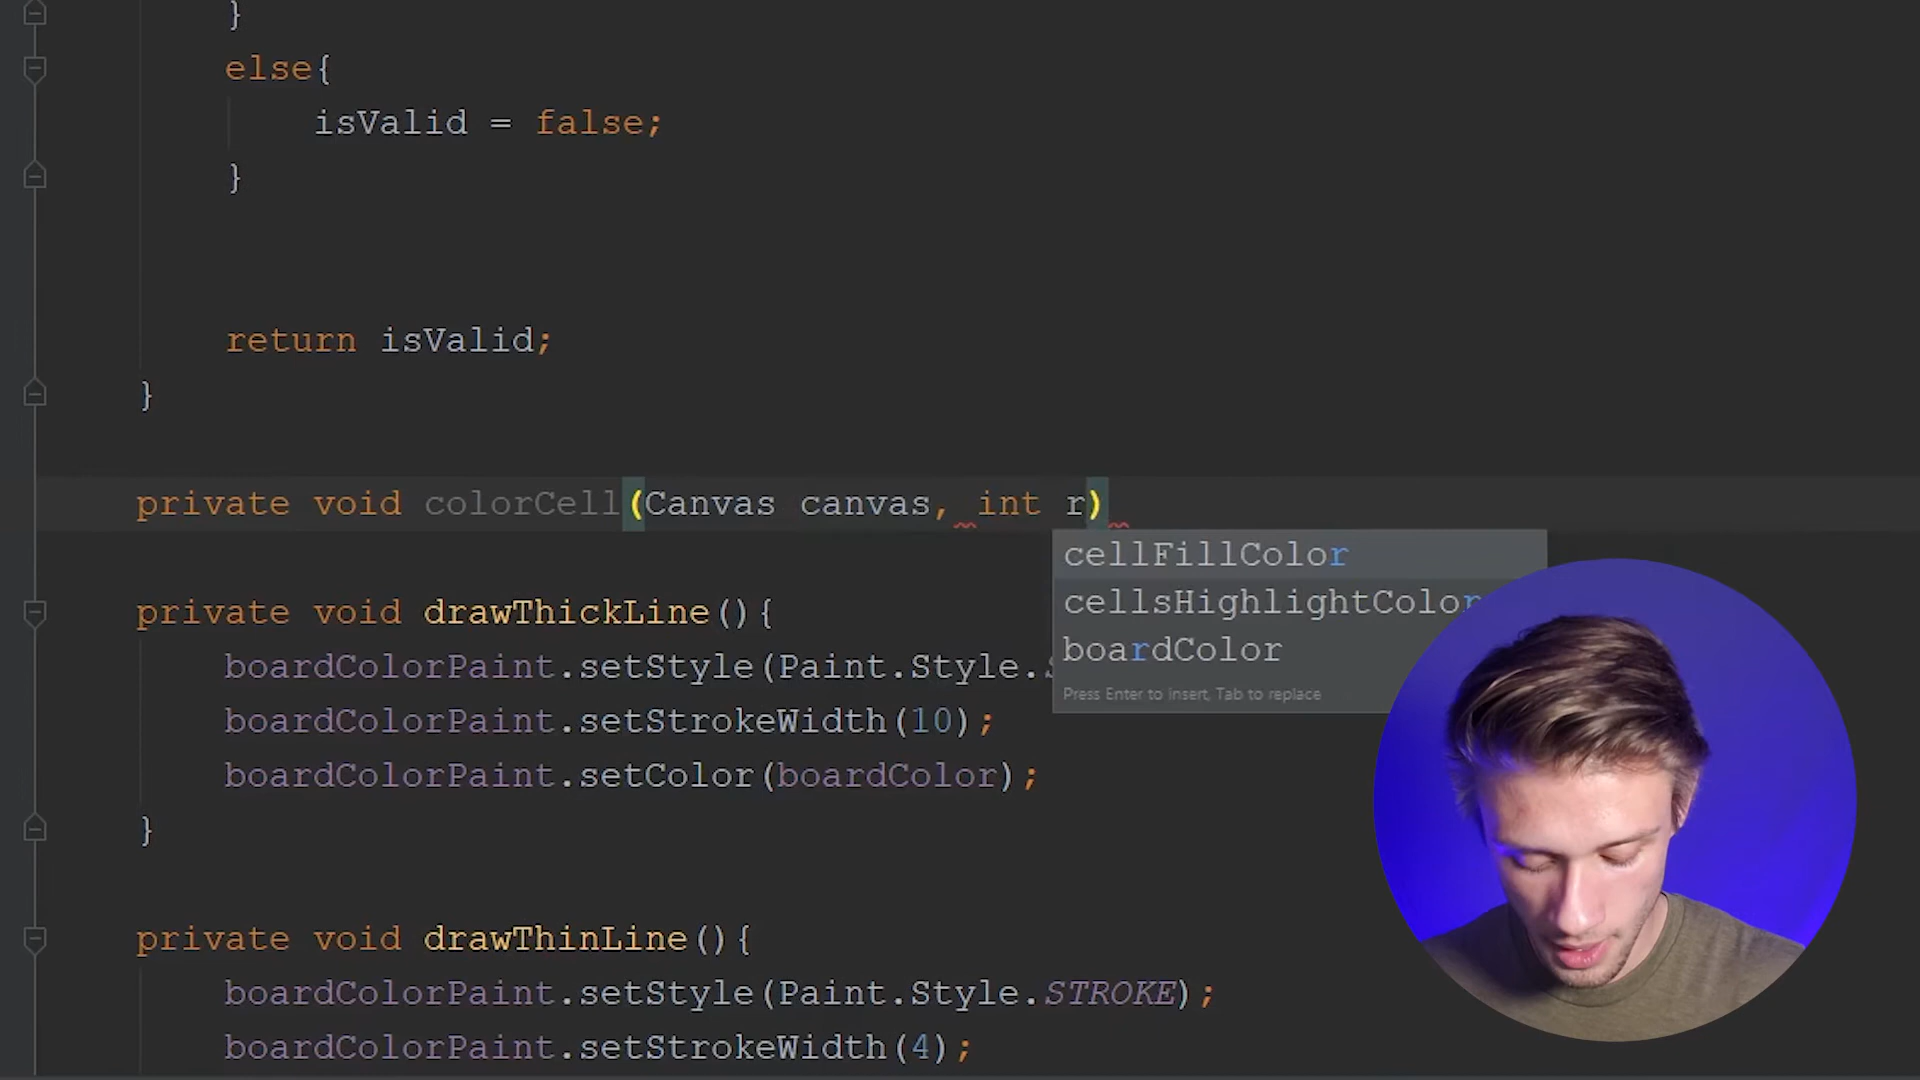 }
else{
isValid = false;
}
return isValid;
}
private void colorCell(Canvas canvas, int r)
cellFillColor
cellsHighlightColor
boardColor
Press Enter to insert, Tab to replace
private void drawThickLine(){
boardColorPaint.setStyle(Paint.Style.
boardColorPaint.setStrokeWidth(10);
boardColorPaint.setColor(boardColor);
}
private void drawThinLine(){
boardColorPaint.setStyle(Paint.Style.STROKE);
boardColorPaint.setStrokeWidth(4);